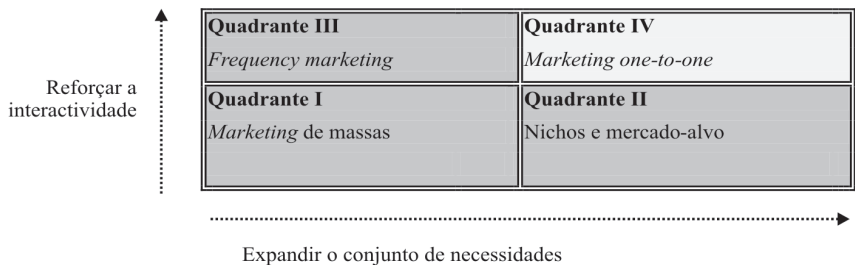 Quadrante III
Frequency marketing
Quadrante IV
Marketing one-to-one
Reforçar a
interactividade
Quadrante I
Marketing de massas
Quadrante II
Nichos e mercado-alvo
Expandir o conjunto de necessidades